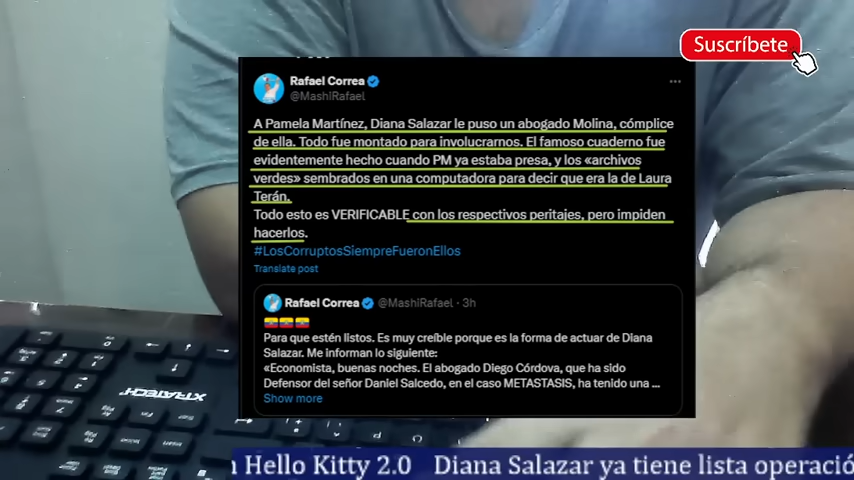 Suscríbete
Rafael Correa
@MashiRafael
A Pamela Martínez, Diana Salazar le puso un abogado Molina, cómplice
de ella. Todo fue montado para involucrarnos. El famoso cuaderno fue
evidentemente hecho cuando PM ya estaba presa, y los «archivos
verdes» sembrados en una computadora para decir que era la de Laura
Terán.
Todo esto es VERIFICABLE con los respectivos peritajes, pero impiden
hacerlos.
#LosCorruptosSiempreFueronEllos
Translate post
Rafael Correa @MashiRafael · 3h
Para que estén listos. Es muy creíble porque es la forma de actuar de Diana
Salazar. Me informan lo siguiente:
«Economista, buenas noches. El abogado Diego Córdova, que ha sido
Defensor del señor Daniel Salcedo, en el caso METASTASIS, ha tenido una ...
Show more
XTRATECH
Hello Kitty 2.0 Diana Salazar ya tiene lista operació